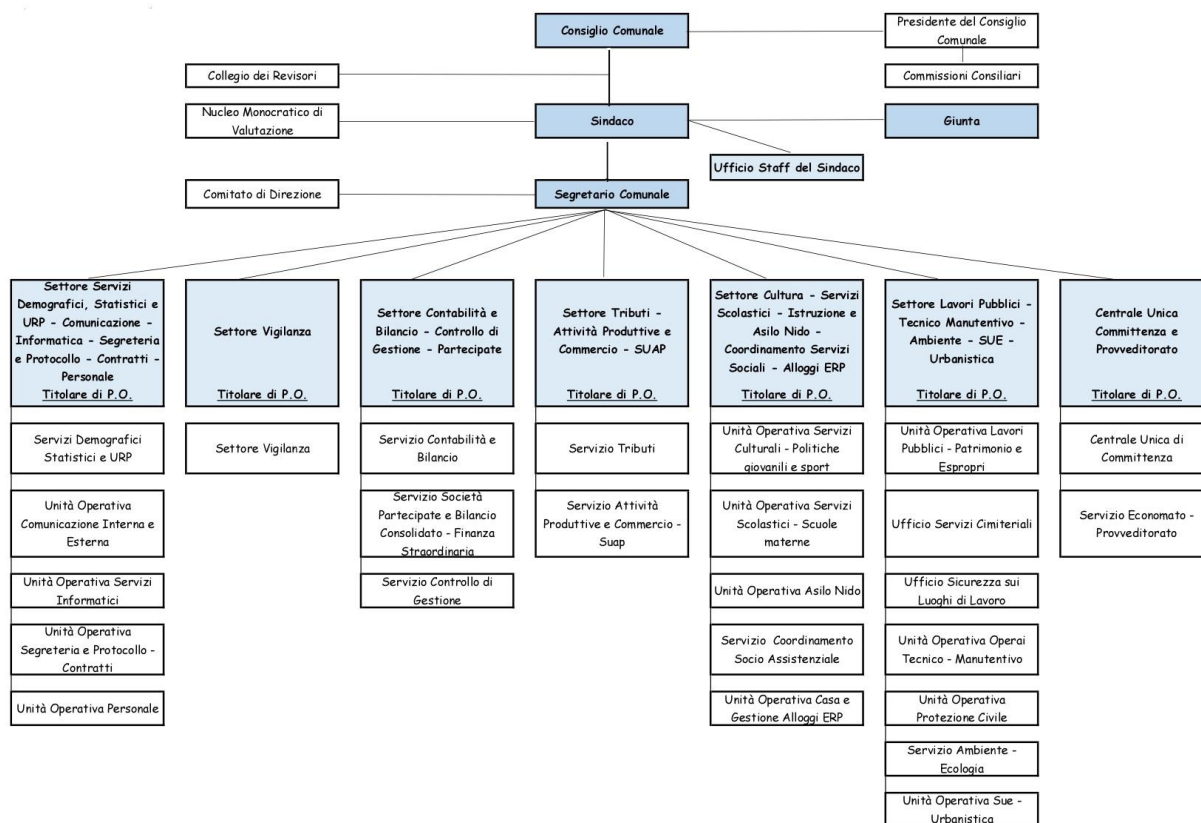 Consiglio Comunale
Presidente del Consiglio
Comunale
Collegio dei Revisori
Commissioni Consiliari
Nucleo Monocratico di
Valutazione
Sindaco
Giunta
Ufficio Staff del Sindaco
Comitato di Direzione
Segretario Comunale
Settore Servizi
Demografici, Statistici e
URP - Comunicazione -
Informatica - Segreteria
e Protocollo - Contratti -
Personale
Titolare di P.O.
Settore Vigilanza
Titolare di P.O.
Settore Contabilità e
Bilancio - Controllo di
Gestione - Partecipate
Titolare di P.O.
Settore Tributi -
Attività Produttive e
Commercio - SUAP
Titolare di P.O.
Settore Cultura - Servizi
Scolastici - Istruzione e
Asilo Nido -
Coordinamento Servizi
Sociali - Alloggi ERP
Titolare di P.O.
Settore Lavori Pubblici -
Tecnico Manutentivo -
Ambiente - SUE -
Urbanistica
Titolare di P.O.
Centrale Unica
Committenza e
Provveditorato
Titolare di P.O.
Servizi Demografici
Statistici e URP
Unità Operativa
Comunicazione Interna e
Esterna
Unità Operativa Servizi
Informatici
Unità Operativa
Segreteria e Protocollo -
Contratti
Unità Operativa Personale
Settore Vigilanza
Servizio Contabilità e
Bilancio
Servizio Società
Partecipate e Bilancio
Consolidato - Finanza
Straordinaria
Servizio Controllo di
Gestione
Servizio Tributi
Servizio Attività
Produttive e Commercio -
Suap
Unità Operativa Servizi
Culturali - Politiche
giovanili e sport
Unità Operativa Servizi
Scolastici - Scuole
materne
Unità Operativa Asilo Nido
Servizio Coordinamento
Socio Assistenziale
Unità Operativa Casa e
Gestione Alloggi ERP
Unità Operativa Lavori
Pubblici - Patrimonio e
Espropri
Ufficio Servizi Cimiteriali
Ufficio Sicurezza sui
Luoghi di Lavoro
Unità Operativa Operai
Tecnico - Manutentivo
Unità Operativa
Protezione Civile
Servizio Ambiente -
Ecologia
Unità Operativa Sue -
Urbanistica
Centrale Unica di
Committenza
Servizio Economato -
Provveditorato